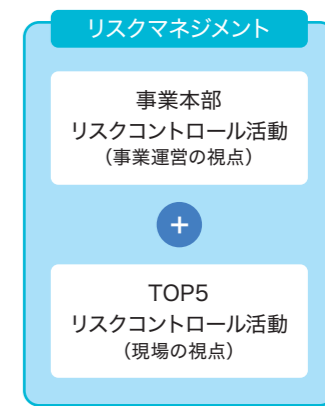 リスクマネジメント
事業本部
リスクコントロール活動
（事業運営の視点）
+
TOP5
リスクコントロール活動
（現場の視点）